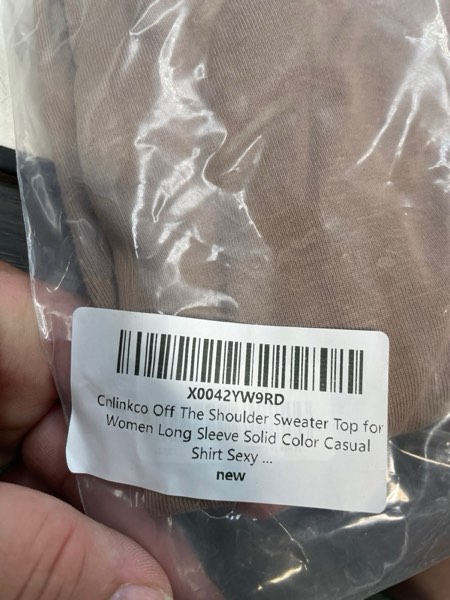 X0042YW9RD
Cnlinkco Off The Shoulder Sweater Top for
Women Long Sleeve Solid Color Casual
Shirt Sexy ...
new